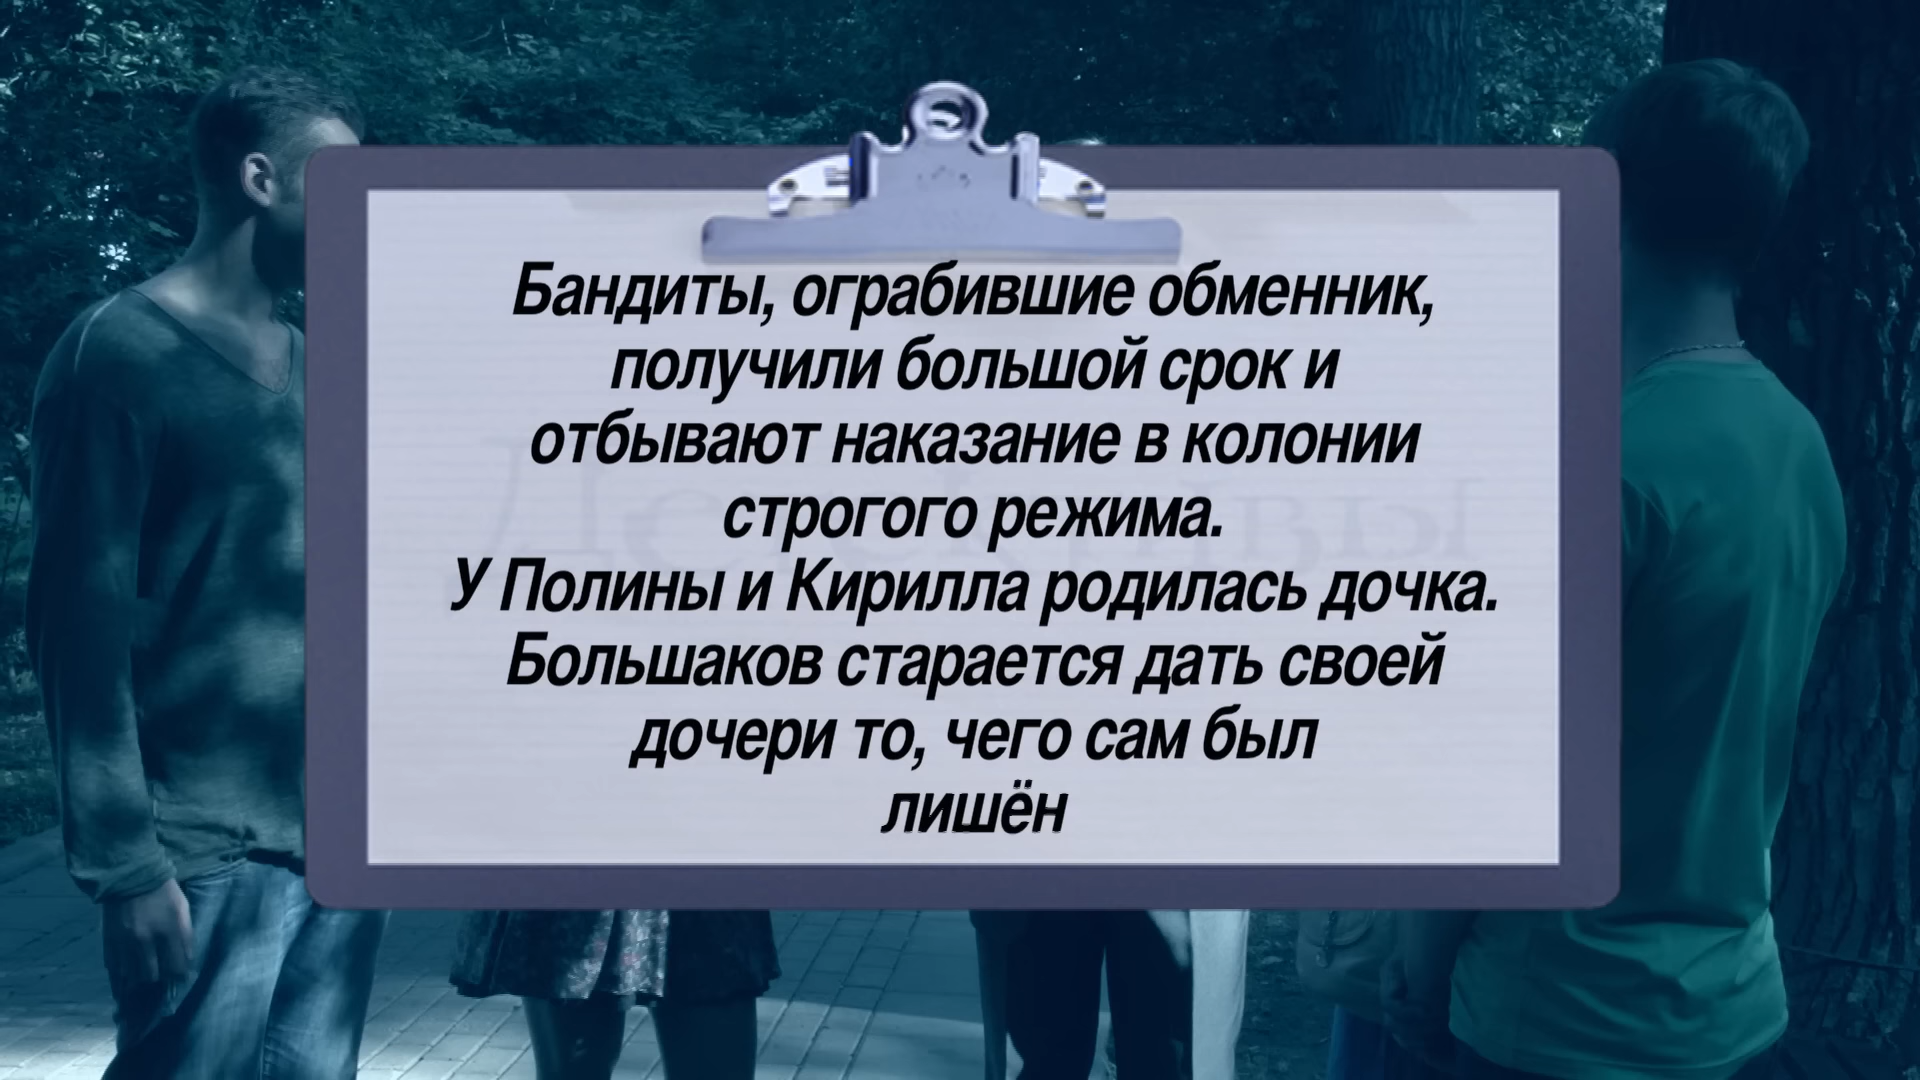 Бандиты, ограбившие обменник,
получили большой срок и
отбывают наказание в колонии
строгого режима.
У Полины и Кирилла родилась дочка.
Большаков старается дать своей
дочери то, чего сам был
лишён
Детективы